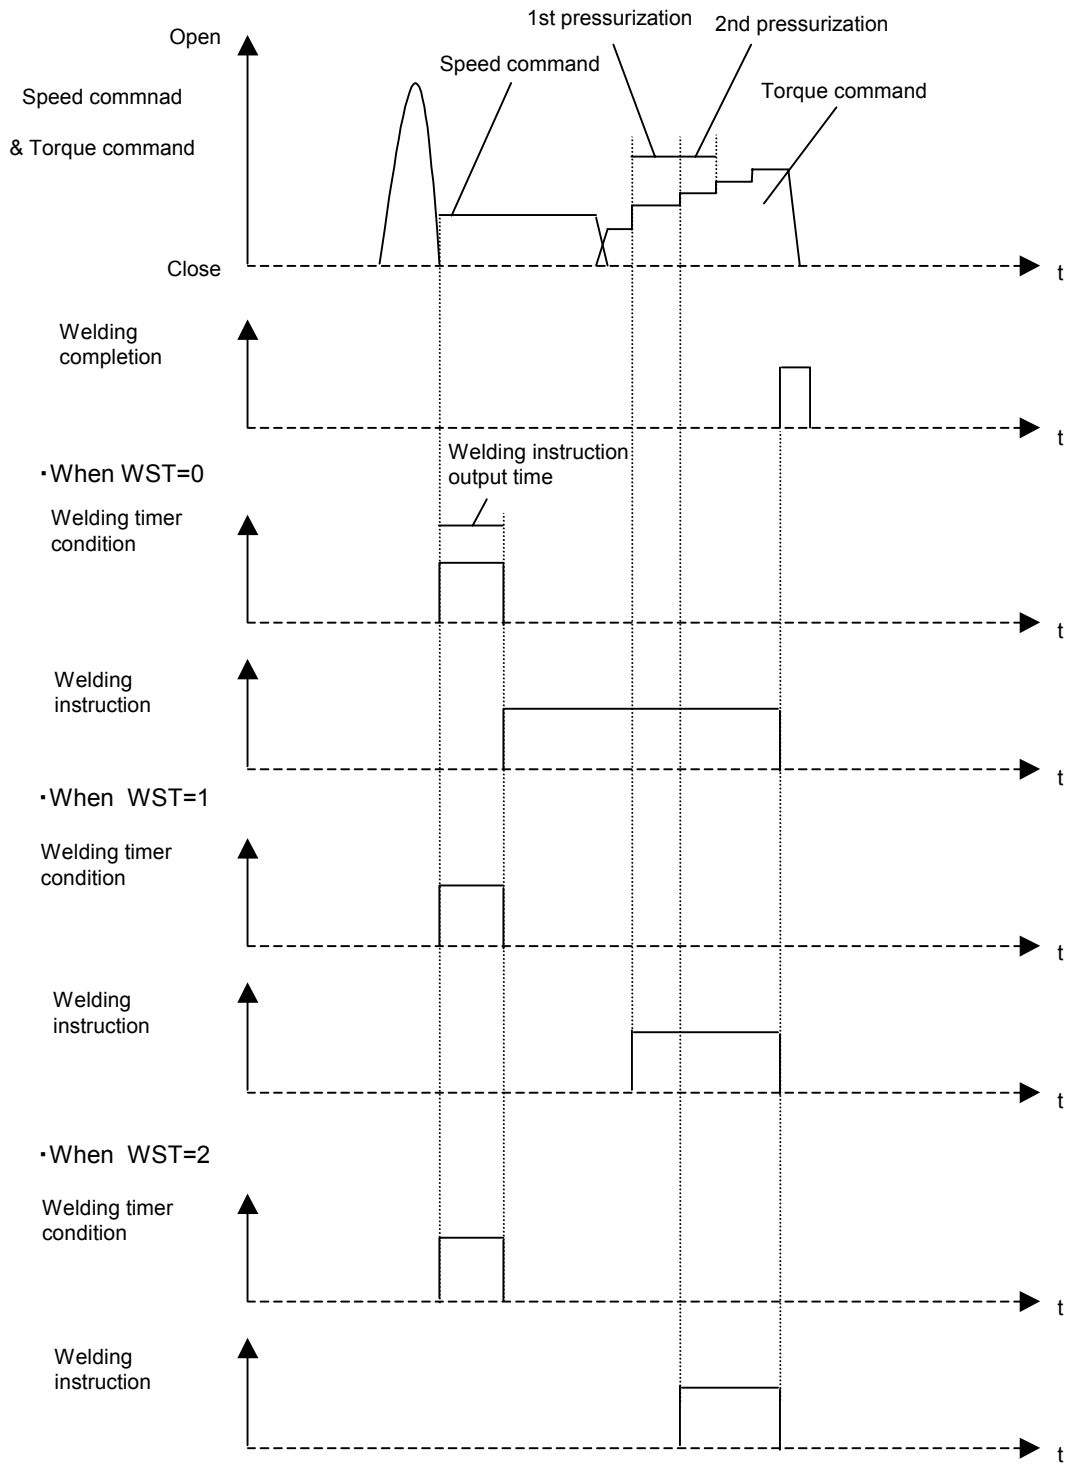 1st pressurization
2nd pressurization
Open
Speed command
Speed commnad
Torque command
& Torque command
Close
t
Welding
completion
t
･When WST=0
Welding instruction
output time
Welding timer
condition
t
Welding
instruction
t
･When WST=1
Welding timer
condition
t
Welding
instruction
t
･When WST=2
Welding timer
condition
t
Welding
instruction
t